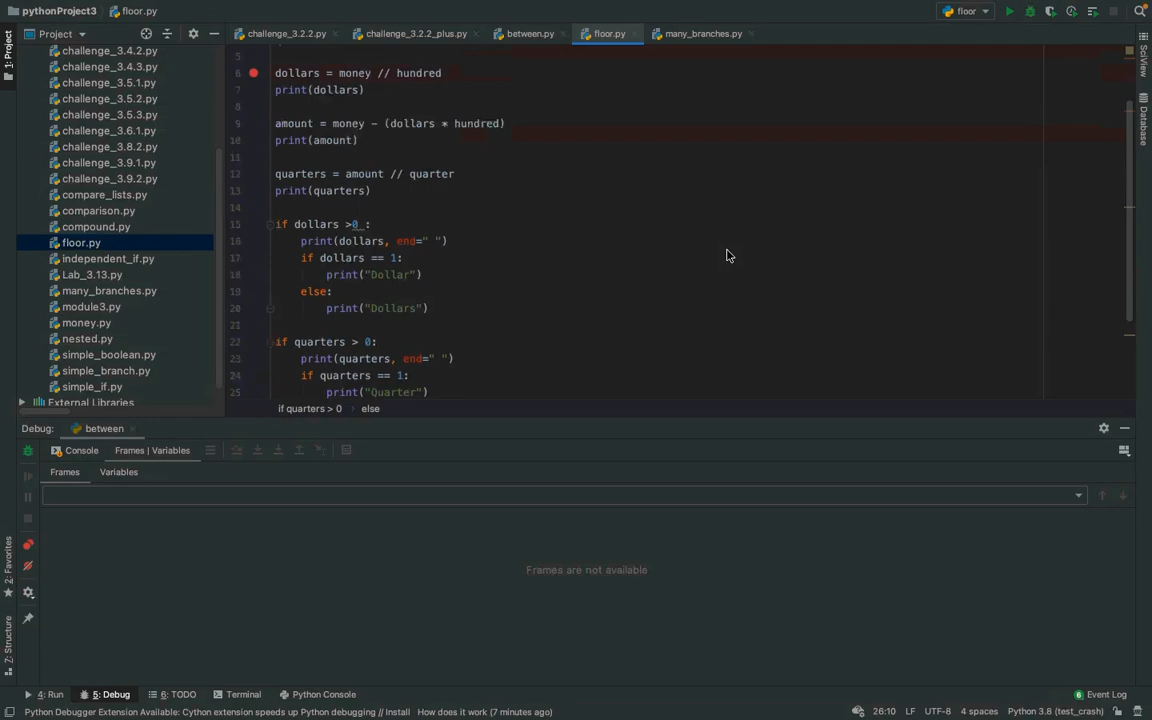 pythonProject3 floor.py floor
Project
challenge_3.2.2.py challenge_3.2.2_plus.py between.py floor.py many_branches.py
1: Project
SciView
Database
challenge_3.4.2.py
challenge_3.4.3.py
challenge_3.5.1.py
challenge_3.5.2.py
challenge_3.5.3.py
challenge_3.6.1.py
challenge_3.8.2.py
challenge_3.9.1.py
challenge_3.9.2.py
compare_lists.py
comparison.py
compound.py
floor.py
independent_if.py
Lab_3.13.py
many_branches.py
module3.py
money.py
nested.py
simple_boolean.py
simple_branch.py
simple_if.py
External Libraries
5
6 dollars = money // hundred
7 print(dollars)
8
9 amount = money - (dollars * hundred)
10 print(amount)
11
12 quarters = amount // quarter
13 print(quarters)
14
15 if dollars >0 :
16 print(dollars, end=" ")
17 if dollars == 1:
18 print("Dollar")
19 else:
20 print("Dollars")
21
22 if quarters > 0:
23 print(quarters, end=" ")
24 if quarters == 1:
25 print("Quarter")
if quarters > 0 › else
Debug: between
Console Frames | Variables
Frames Variables
Frames are not available
2: Favorites
7: Structure
4: Run 5: Debug 6: TODO Terminal Python Console 6 Event Log
Python Debugger Extension Available: Cython extension speeds up Python debugging // Install How does it work (7 minutes ago) 26:10 LF UTF-8 4 spaces Python 3.8 (test_crash)